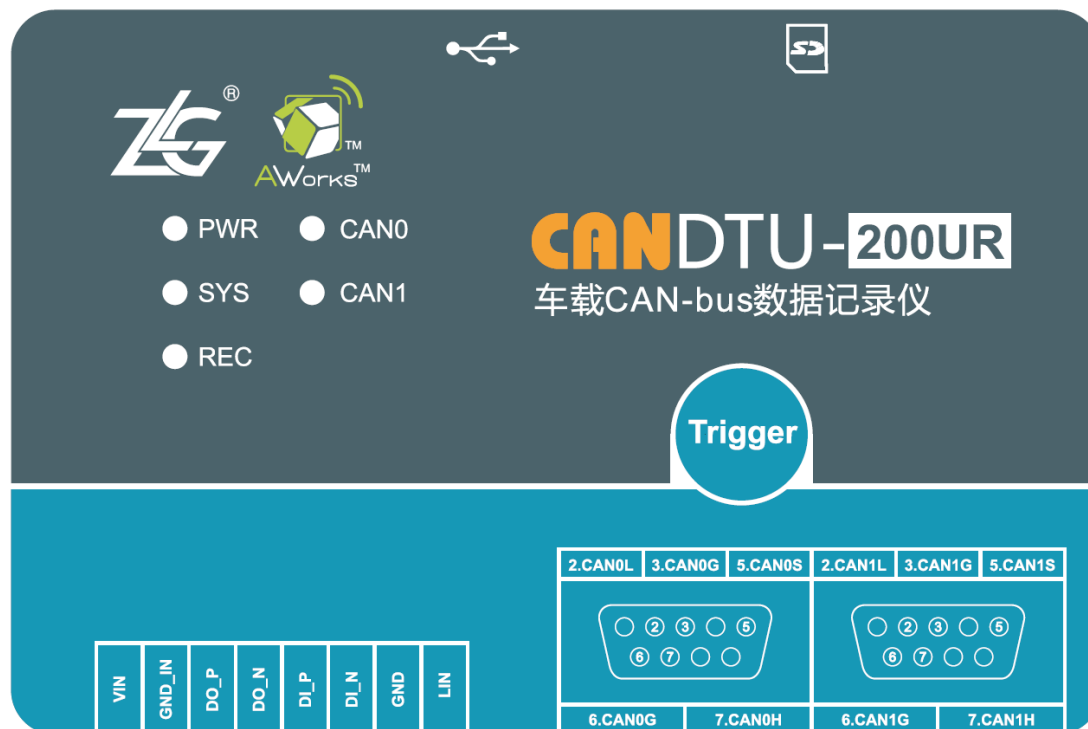 SD
ZLG®
TM
AWorks™
PWR CAN0
SYS CAN1
REC
CANDTU-200UR
车载CAN-bus数据记录仪
Trigger
2.CAN0L 3.CAN0G 5.CAN0S 2.CAN1L 3.CAN1G 5.CAN1S
2 3 5 2 3 5
6 7 6 7
VIN GND_IN DO_P DO_N DI_P DI_N GND LIN
6.CAN0G 7.CAN0H 6.CAN1G 7.CAN1H